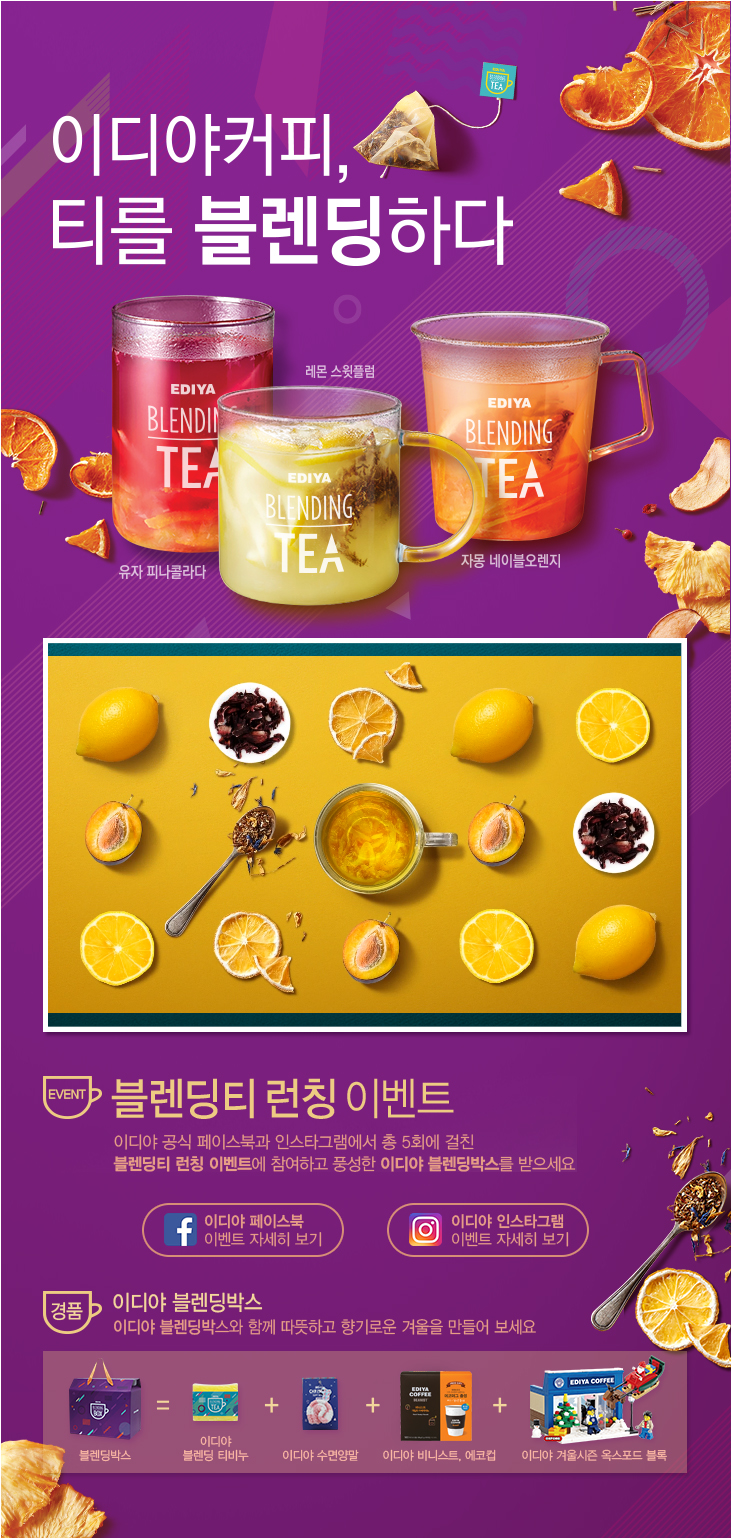 EDIYA
BLENDING
TEA
이디야커피,
티를 블렌딩하다
레몬 스윗플럼
EDIYA
BLENDIN
TEA
EDIYA
BLENDING
TEA
EDIYA
BLENDING
TEA
유자 피나콜라다
자몽 네이블오렌지
EVENT
블렌딩티 런칭 이벤트
이디야 공식 페이스북과 인스타그램에서 총 5회에 걸친
블렌딩티 런칭 이벤트에 참여하고 풍성한 이디야 블렌딩박스를 받으세요
이디야 페이스북
이벤트 자세히 보기
이디야 인스타그램
이벤트 자세히 보기
경품
이디야 블렌딩박스
이디야 블렌딩박스와 함께 따뜻하고 향기로운 겨울을 만들어 보세요
EDIYA
COFFEE
EDIYA COFFEE
=
+
+
+
블렌딩박스
이디야
블렌딩 티비누
이디야 수면양말
이디야 비니스트, 에코컵
이디야 겨울시즌 옥스포드 블록